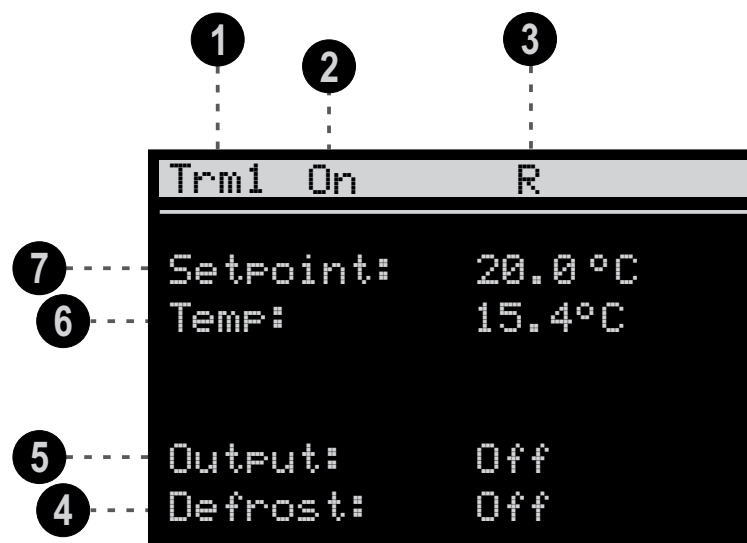 1 2 3
Trm1 On R
7 Setpoint: 20.0°C
6 Temp: 15.4°C
5 Output: Off
4 Defrost: Off